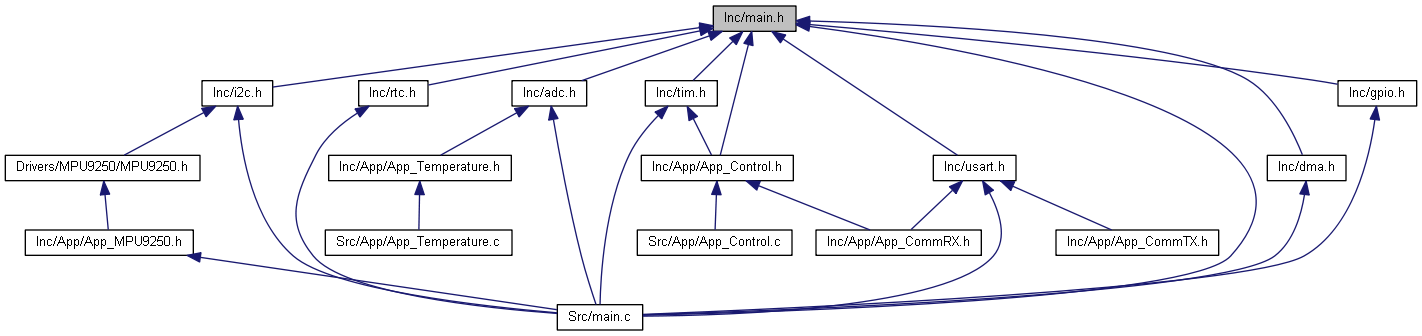 Inc/main.h
Inc/i2c.h
Inc/rtc.h
Inc/adc.h
Inc/tim.h
Inc/gpio.h
Drivers/MPU9250/MPU9250.h
Inc/App/App_Temperature.h
Inc/App/App_Control.h
Inc/usart.h
Inc/dma.h
Inc/App/App_MPU9250.h
Src/App/App_Temperature.c
Src/App/App_Control.c
Inc/App/App_CommRX.h
Inc/App/App_CommTX.h
Src/main.c